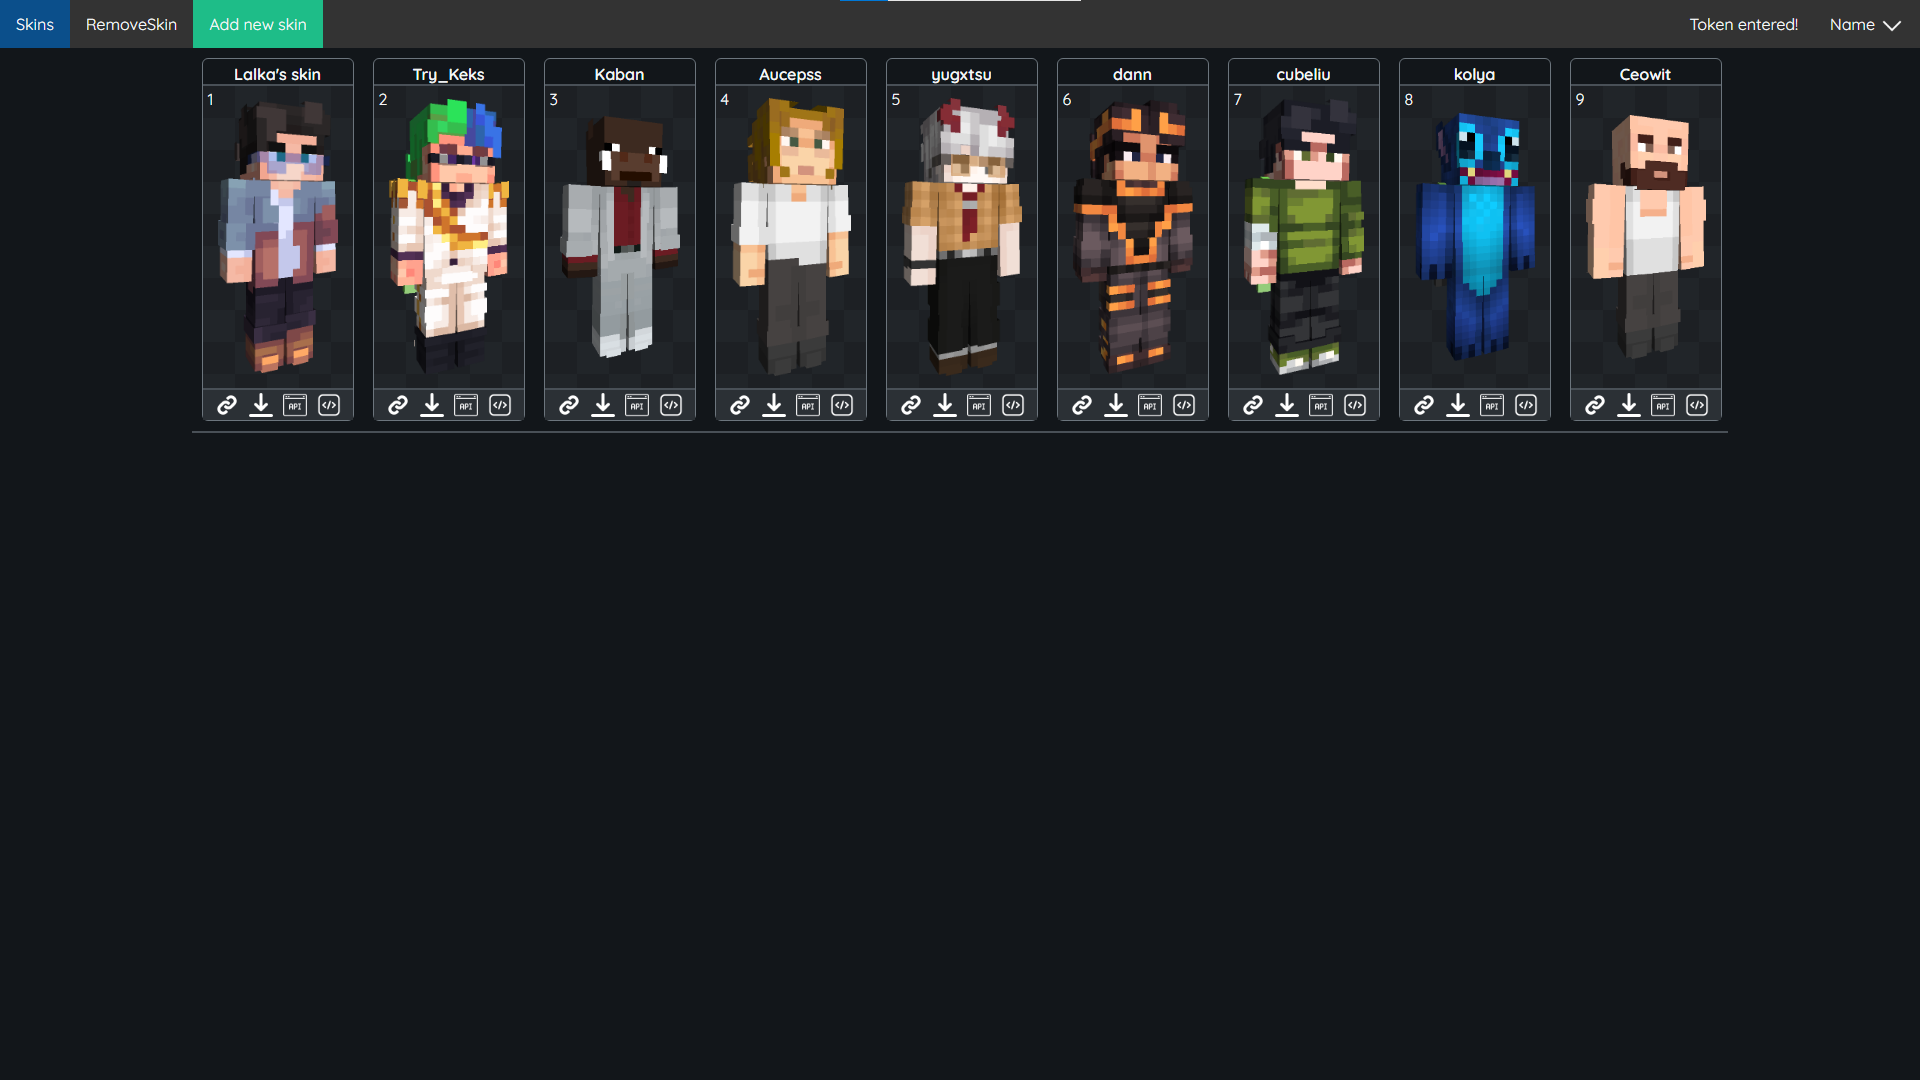 Skins RemoveSkin Add new skin Token entered! Name
Lalka's skin Try_Keks Kaban Aucepss yugxtsu dann cubeliu kolya Ceowit
1 2 3 4 5 6 7 8 9
API API API API API API API API API